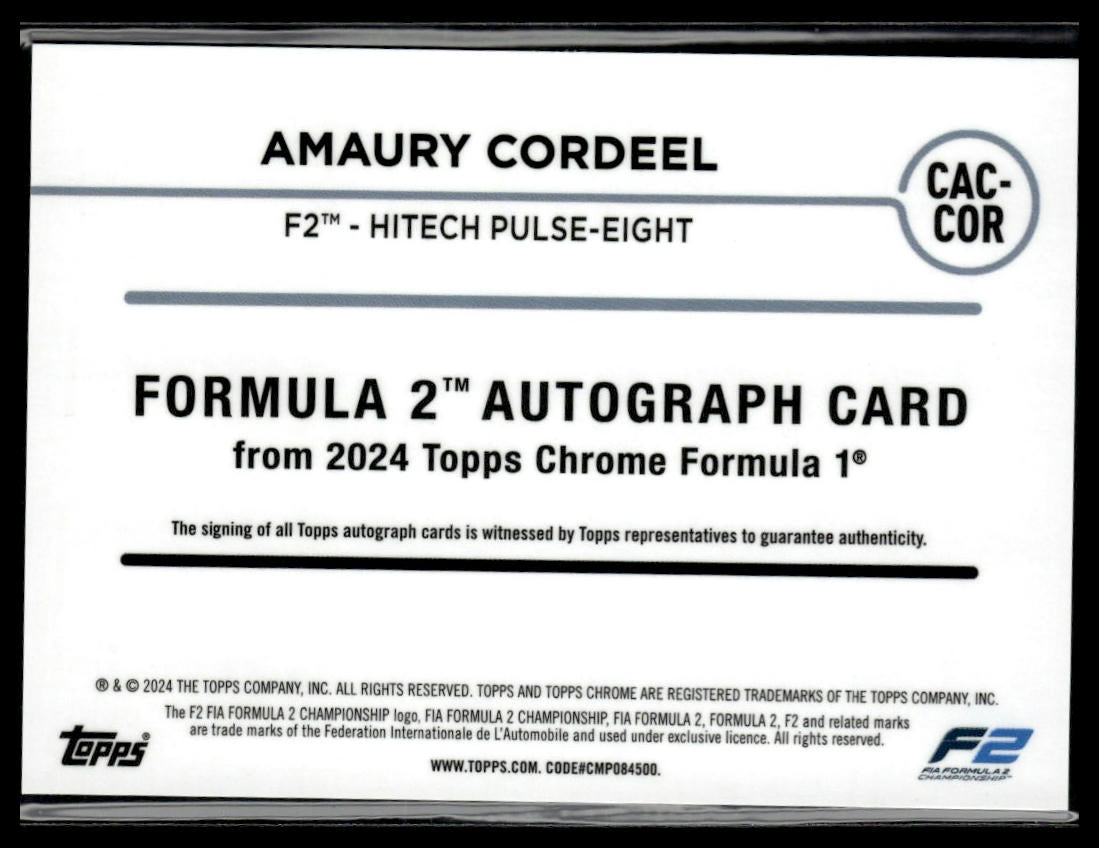 AMAURY CORDEEL
CAC-
COR
F2™ - HITECH PULSE-EIGHT
FORMULA 2™ AUTOGRAPH CARD
from 2024 Topps Chrome Formula 1®
The signing of all Topps autograph cards is witnessed by Topps representatives to guarantee authenticity.
® & © 2024 THE TOPPS COMPANY, INC. ALL RIGHTS RESERVED. TOPPS AND TOPPS CHROME ARE REGISTERED TRADEMARKS OF THE TOPPS COMPANY, INC.
The F2 FIA FORMULA 2 CHAMPIONSHIP logo, FIA FORMULA 2 CHAMPIONSHIP, FIA FORMULA 2, FORMULA 2, F2 and related marks
are trade marks of the Federation Internationale de L'Automobile and used under exclusive licence. All rights reserved.
WWW.TOPPS.COM. CODE#CMP084500.
topps®
F2
FIA FORMULA 2
CHAMPIONSHIP™